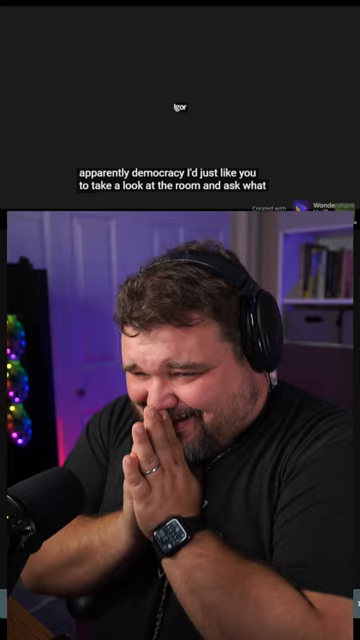 Igor
apparently democracy I'd just like you
to take a look at the room and ask what
Created with